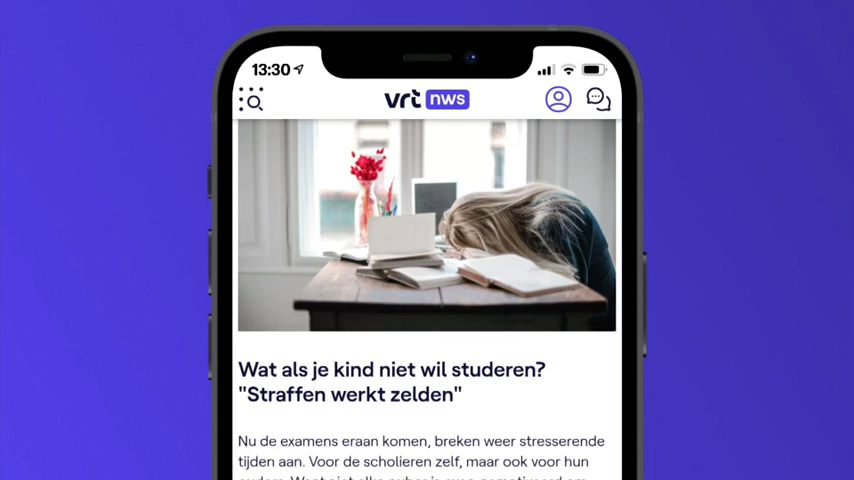 13:30
vrt nws
Wat als je kind niet wil studeren?
"Straffen werkt zelden"
Nu de examens eraan komen, breken weer stresserende
tijden aan. Voor de scholieren zelf, maar ook voor hun